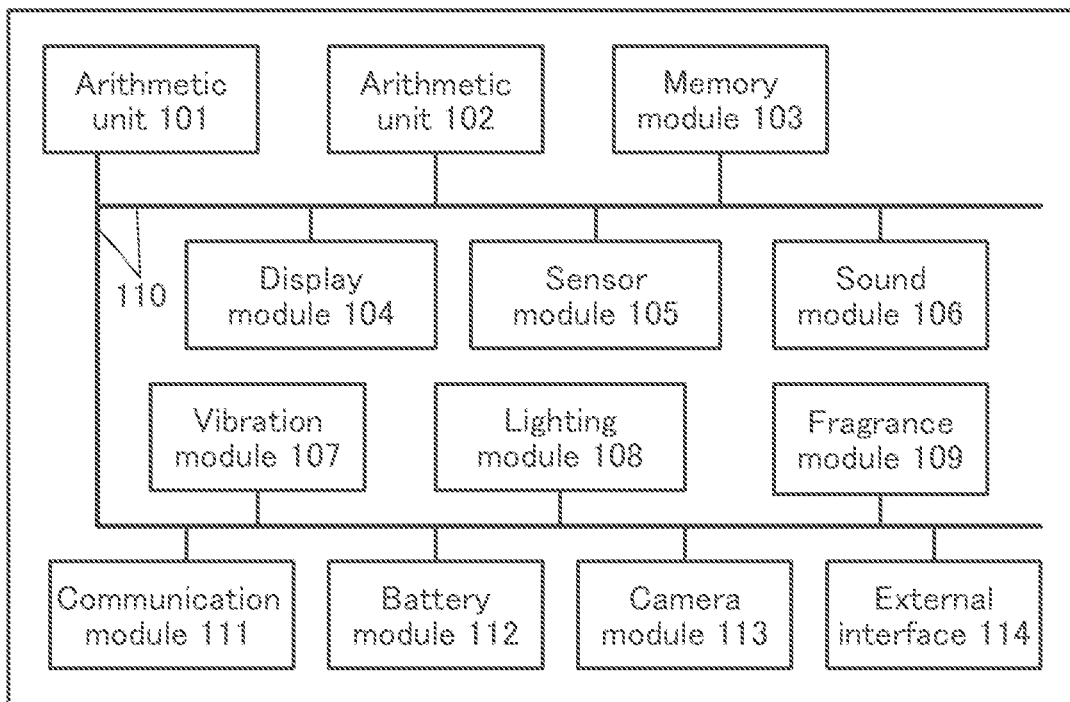 Arithmetic
unit 101
Arithmetic
unit 102
Memory
module 103
110
Display
module 104
Sensor
module 105
Sound
module 106
Vibration
module 107
Lighting
module 108
Fragrance
module 109
Communication
module 111
Battery
module 112
Camera
module 113
External
interface 114